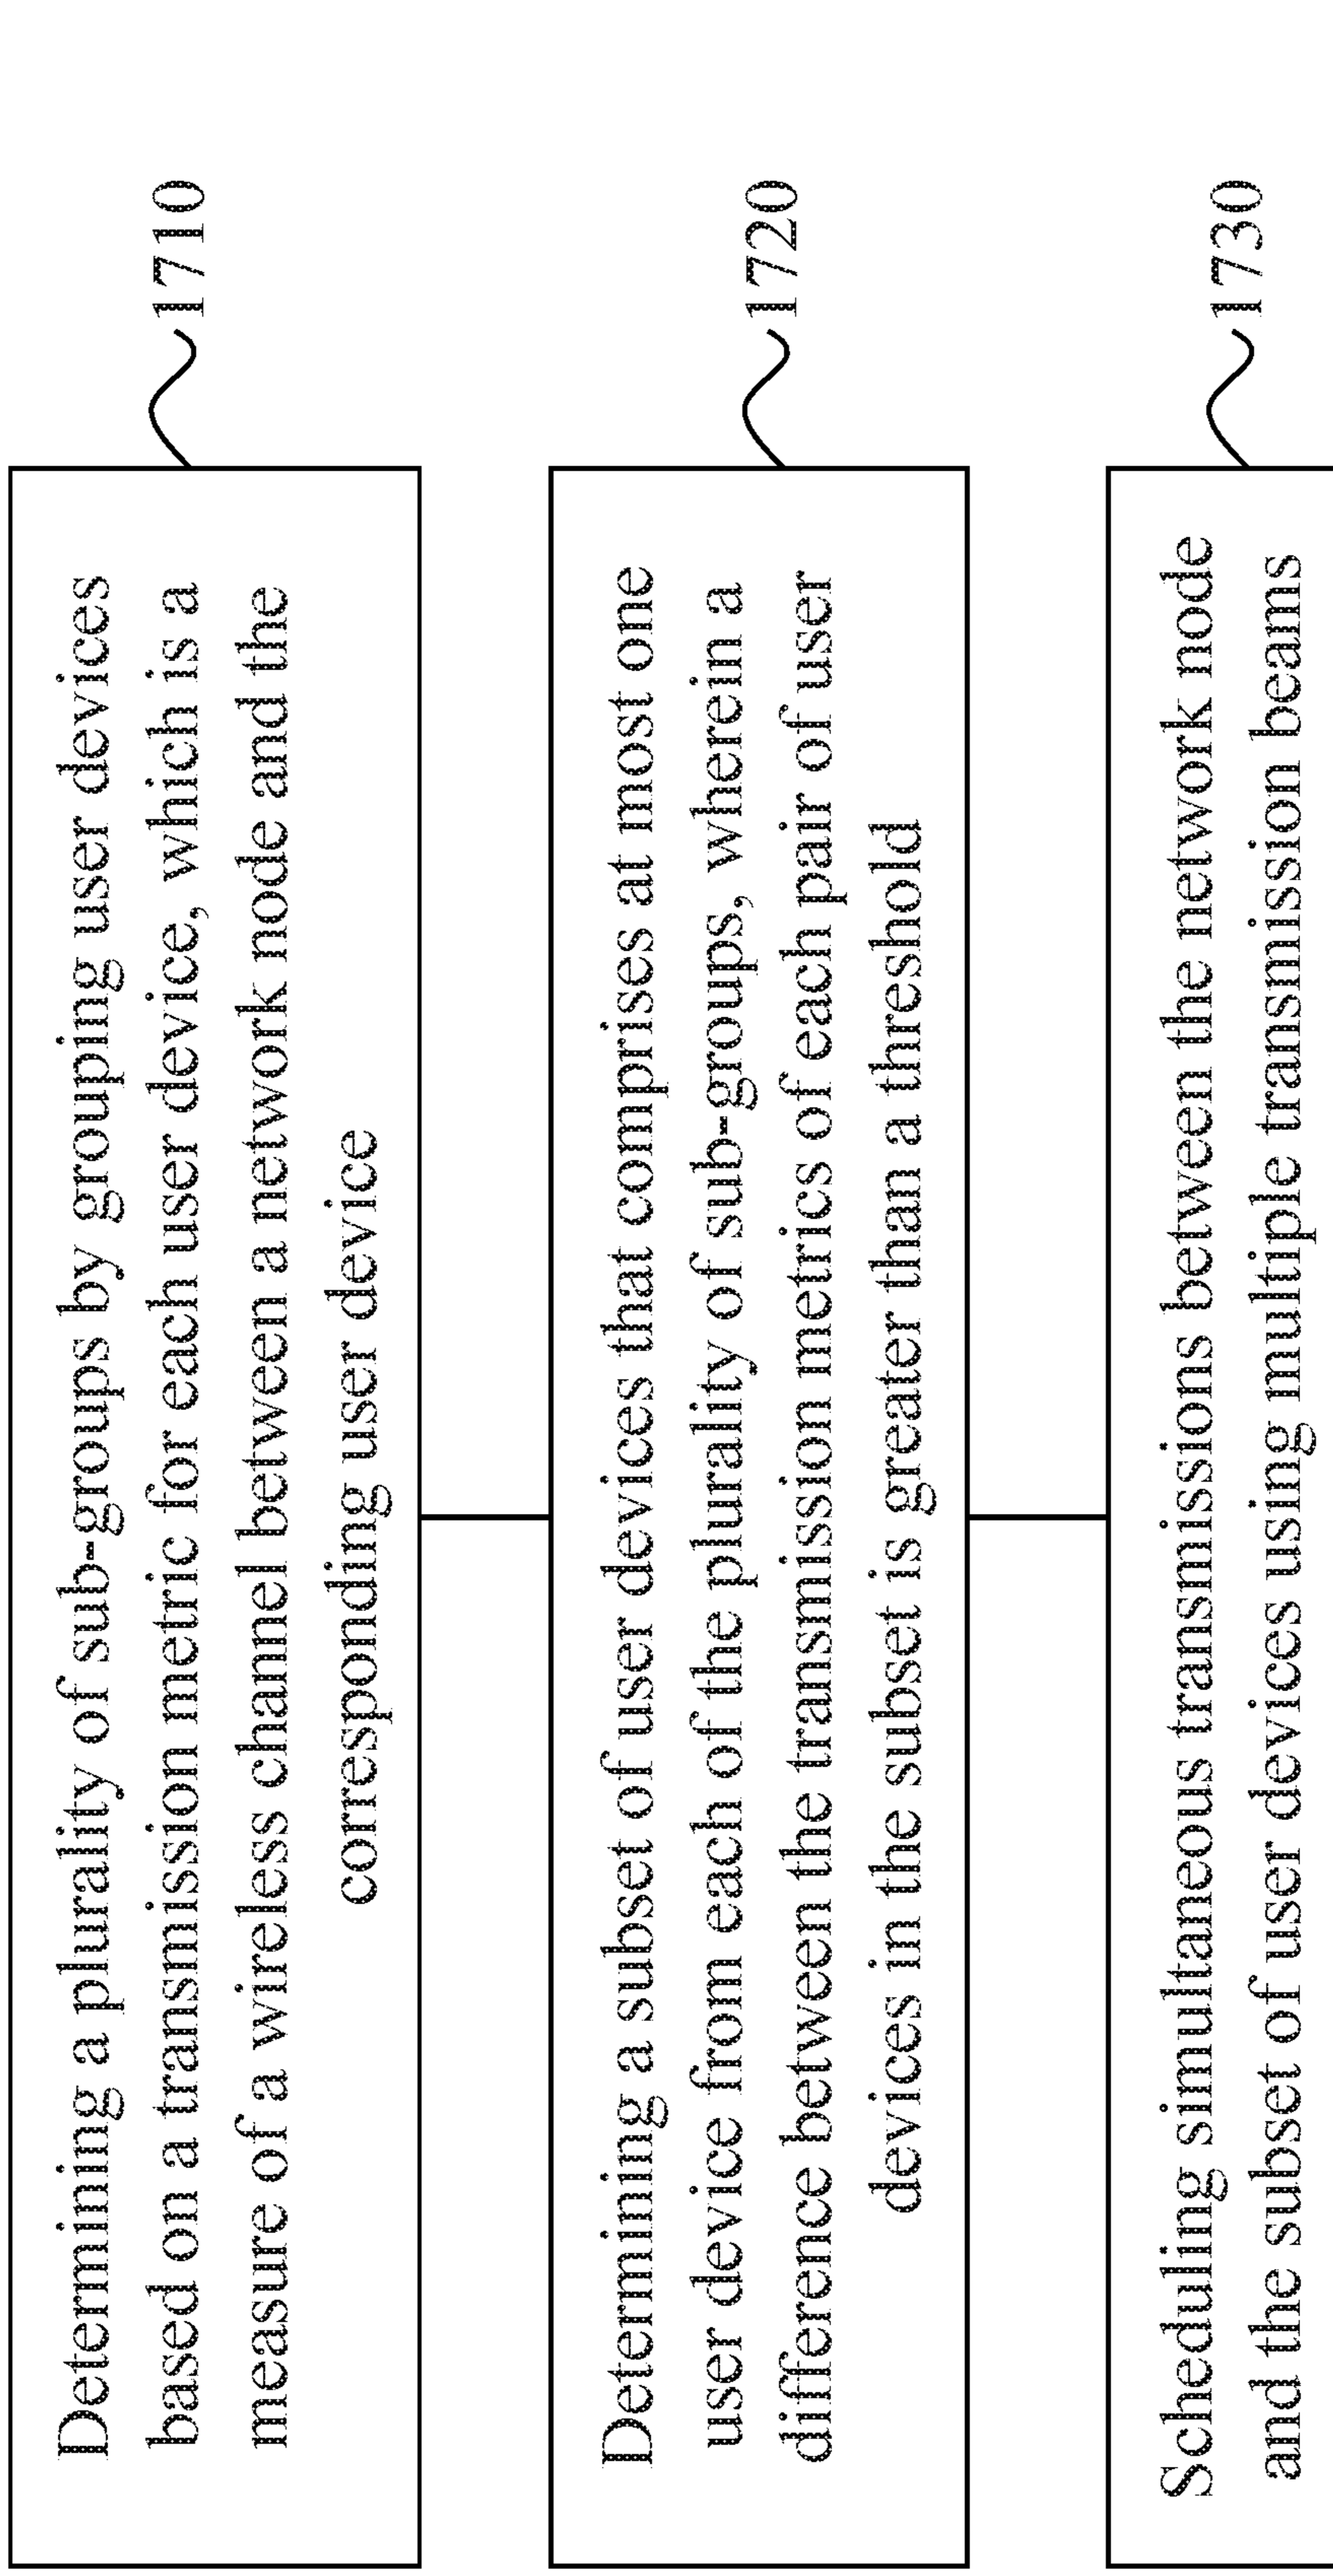 Determining a plurality of sub-groups by grouping user devices
based on a transmission metric for each user device, which is a
measure of a wireless channel between a network node and the
corresponding user device
1710
Determining a subset of user devices that comprises at most one
user device from each of the plurality of sub-groups, wherein a
difference between the transmission metrics of each pair of user
devices in the subset is greater than a threshold
1720
Scheduling simultaneous transmissions between the network node
and the subset of user devices using multiple transmission beams
1730